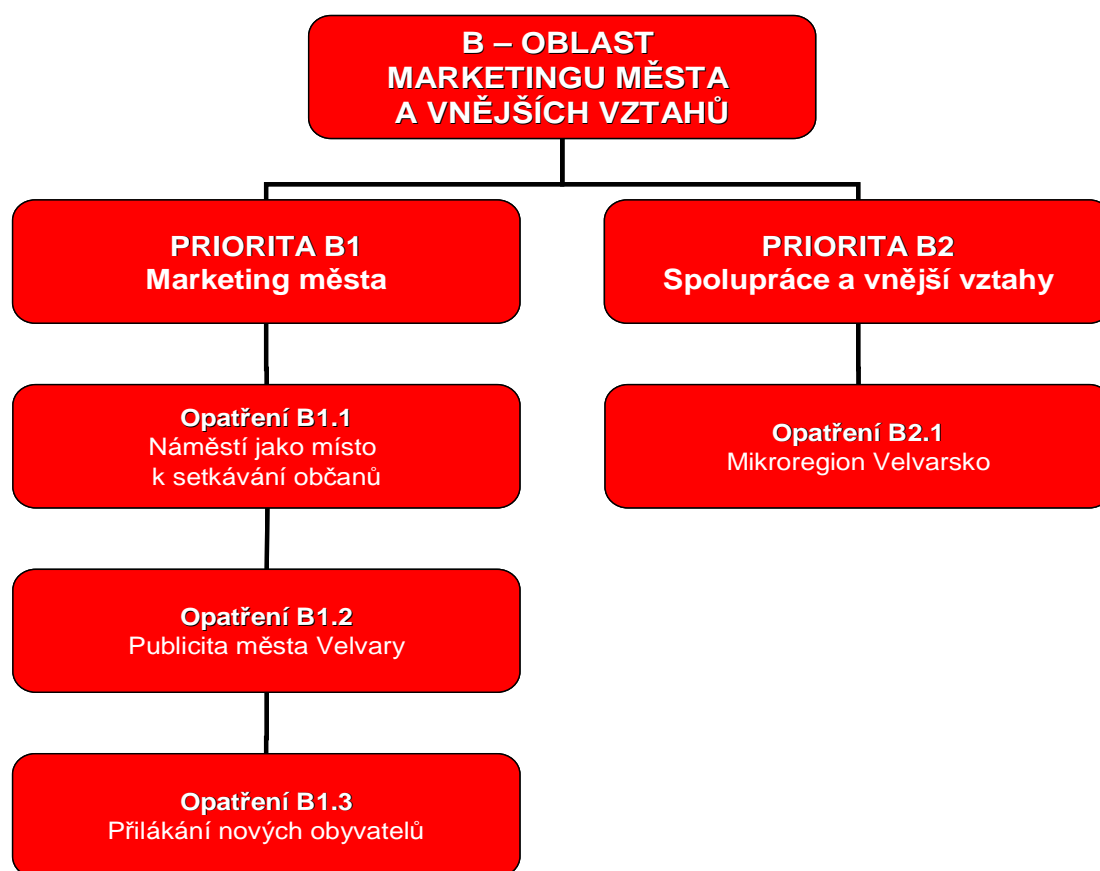 B – OBLAST
MARKETINGU MĚSTA
A VNĚJŠÍCH VZTAHŮ
PRIORITA B1
Marketing města
PRIORITA B2
Spolupráce a vnější vztahy
Opatření B1.1
Náměstí jako místo
k setkávání občanů
Opatření B2.1
Mikroregion Velvarsko
Opatření B1.2
Publicita města Velvary
Opatření B1.3
Přilákání nových obyvatelů